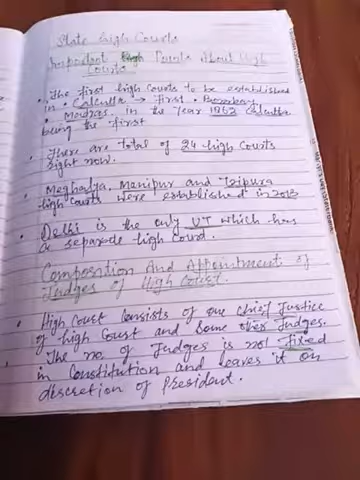 State High Courts
Important High Points About High
Courts
The first high Courts to be established
in • Calcutta → first • Bombay
• Madras. in the year 1862 Calcutta
being the first
There are total of 24 high Courts
right now.
Meghalya, Manipur and Tripura
high courts were established in 2013
Delhi is the only UT which has
a separate high Court.
Composition And Appointment of
Judges of High Court.
High Court Consists of one chief Justice
of high Court and some other Judges.
The no. of Judges is not fixed
in Constitution and leaves it on
discretion of President.